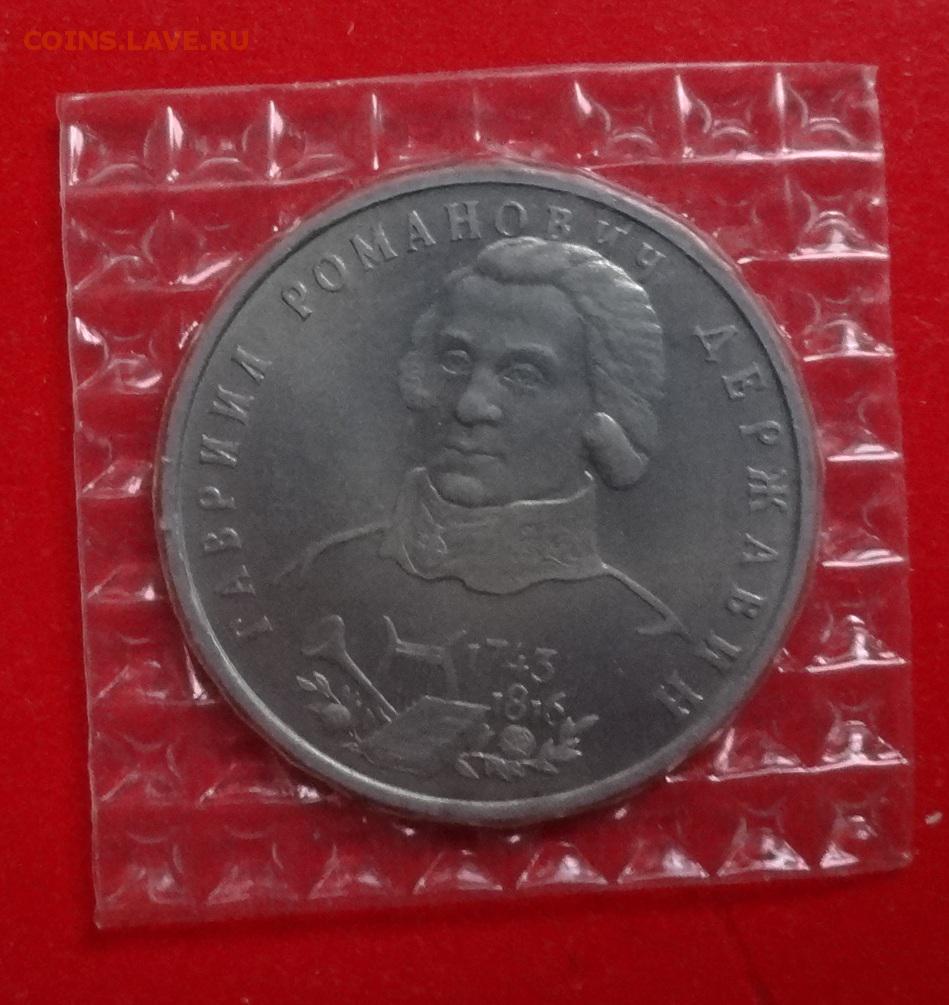 COINS.LAVE.RU
ГАВРИИЛ РОМАНОВИЧ ДЕРЖАВИН
1743
1816